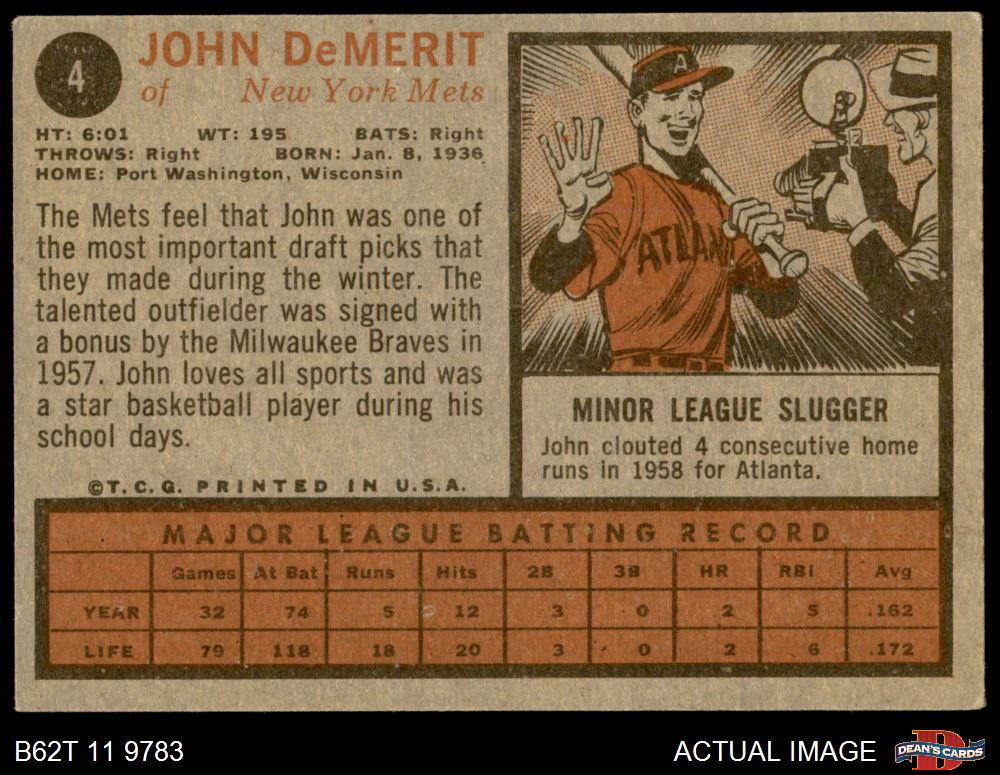 4
JOHN DeMERIT
of New York Mets
HT: 6:01 WT: 195 BATS: Right
THROWS: Right BORN: Jan. 8, 1936
HOME: Port Washington, Wisconsin
The Mets feel that John was one of
the most important draft picks that
they made during the winter. The
talented outfielder was signed with
a bonus by the Milwaukee Braves in
1957. John loves all sports and was
a star basketball player during his
school days.
©T.C.G. PRINTED IN U.S.A.
A
ATLAN
MINOR LEAGUE SLUGGER
John clouted 4 consecutive home
runs in 1958 for Atlanta.
MAJOR LEAGUE BATTING RECORD
Games At Bat Runs Hits 2B 3B HR RBI Avg
YEAR 32 74 5 12 3 0 2 5 .162
LIFE 79 118 18 20 3 0 2 6 .172
B62T 11 9783
ACTUAL IMAGE
D
DEAN'S CARDS